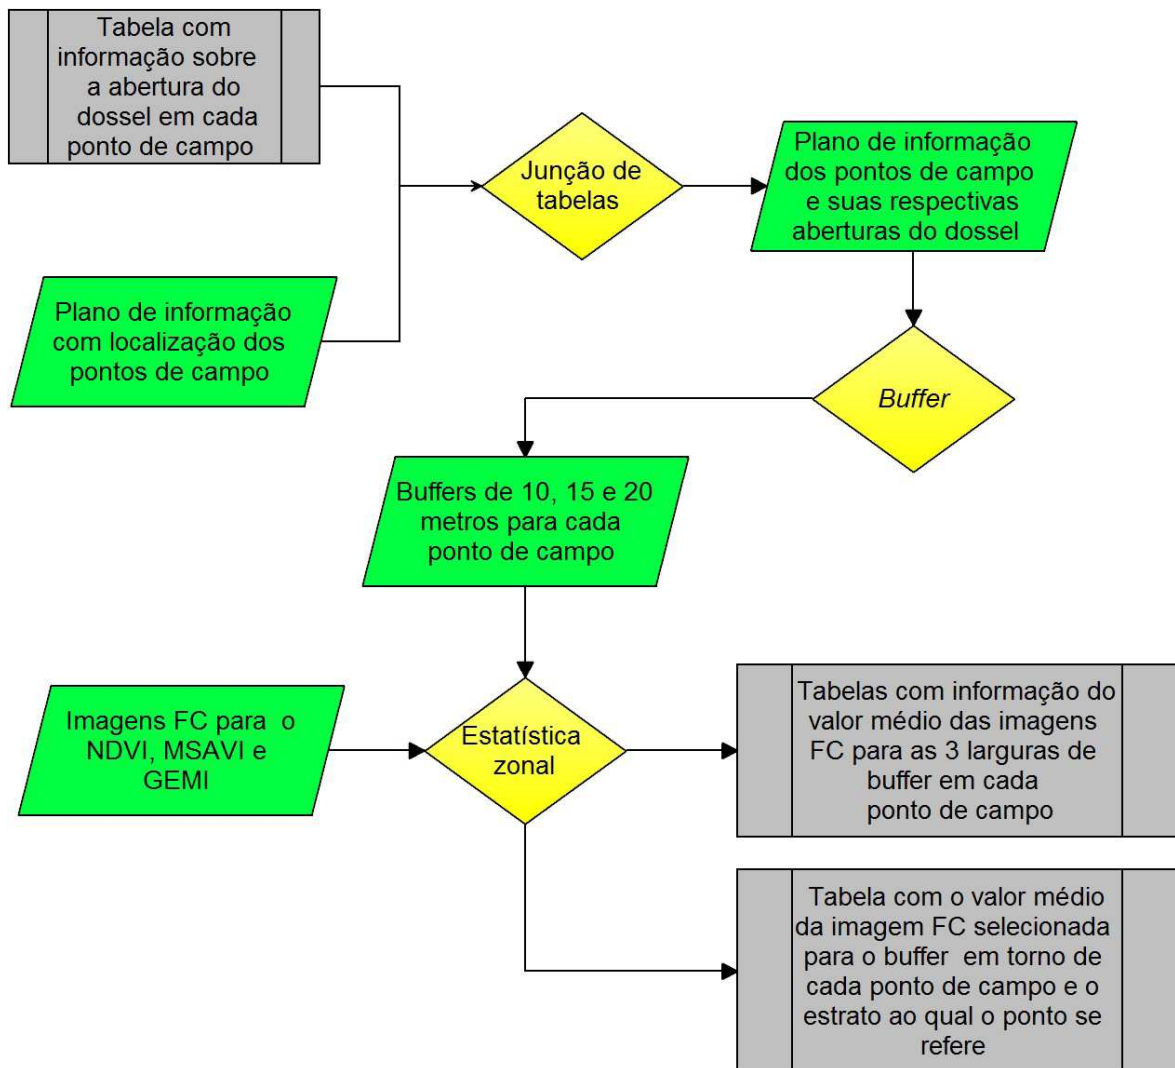 Tabela com
informação sobre
a abertura do
dossel em cada
ponto de campo
Junção de
tabelas
Plano de informação
dos pontos de campo
e suas respectivas
aberturas do dossel
Plano de informação
com localização dos
pontos de campo
Buffer
Buffers de 10, 15 e 20
metros para cada
ponto de campo
Imagens FC para o
NDVI, MSAVI e
GEMI
Estatística
zonal
Tabelas com informação do
valor médio das imagens
FC para as 3 larguras de
buffer em cada
ponto de campo
Tabela com o valor médio
da imagem FC selecionada
para o buffer em torno de
cada ponto de campo e o
estrato ao qual o ponto se
refere